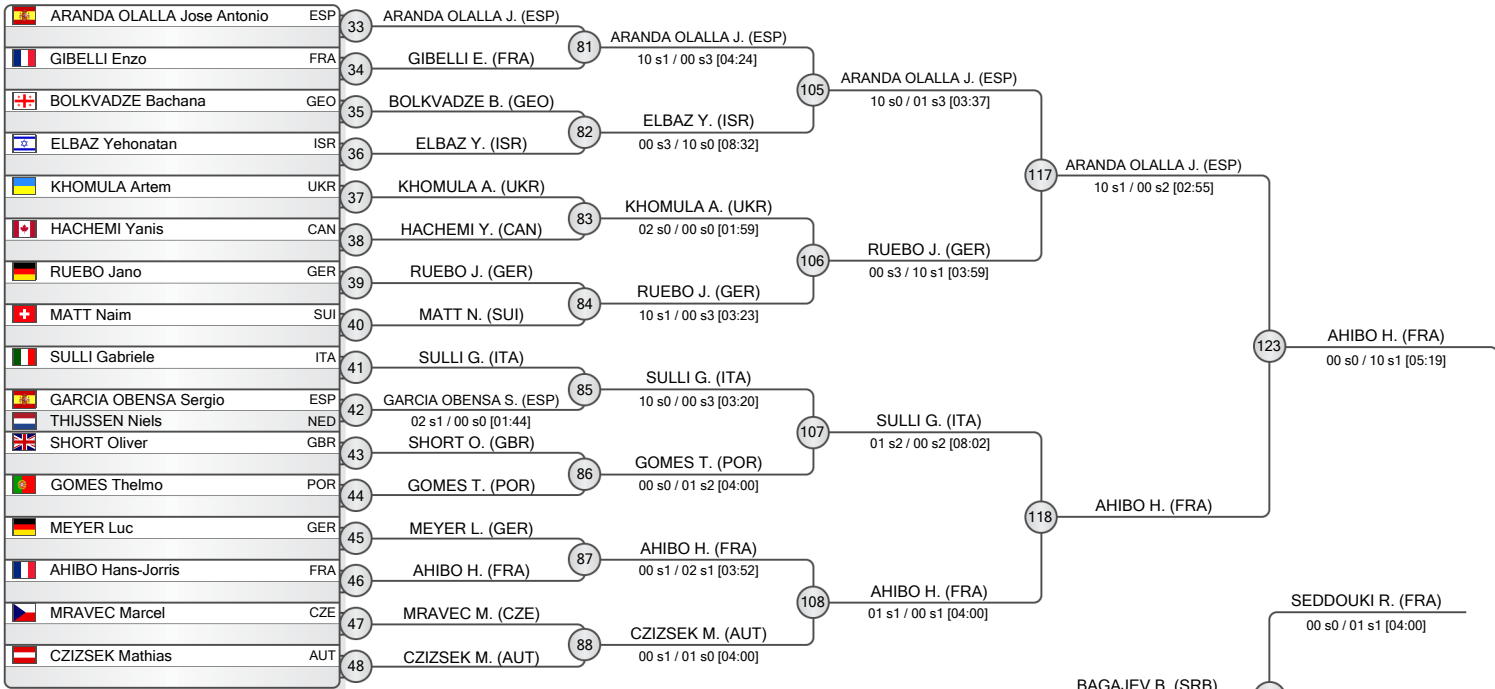 ARANDA OLALLA Jose Antonio ESP
GIBELLI Enzo FRA
BOLKVADZE Bachana GEO
ELBAZ Yehonatan ISR
KHOMULA Artem UKR
HACHEMI Yanis CAN
RUEBO Jano GER
MATT Naim SUI
SULLI Gabriele ITA
GARCIA OBENSA Sergio ESP
THIJSSEN Niels NED
SHORT Oliver GBR
GOMES Thelmo POR
MEYER Luc GER
AHIBO Hans-Jorris FRA
MRAVEC Marcel CZE
CZIZSEK Mathias AUT
33
34
35
36
37
38
39
40
41
42
43
44
45
46
47
48
ARANDA OLALLA J. (ESP)
GIBELLI E. (FRA)
BOLKVADZE B. (GEO)
ELBAZ Y. (ISR)
KHOMULA A. (UKR)
HACHEMI Y. (CAN)
RUEBO J. (GER)
MATT N. (SUI)
SULLI G. (ITA)
GARCIA OBENSA S. (ESP)
02 s1 / 00 s0 [01:44]
SHORT O. (GBR)
GOMES T. (POR)
MEYER L. (GER)
AHIBO H. (FRA)
MRAVEC M. (CZE)
CZIZSEK M. (AUT)
81
82
83
84
85
86
87
88
ARANDA OLALLA J. (ESP)
10 s1 / 00 s3 [04:24]
ELBAZ Y. (ISR)
00 s3 / 10 s0 [08:32]
KHOMULA A. (UKR)
02 s0 / 00 s0 [01:59]
RUEBO J. (GER)
10 s1 / 00 s3 [03:23]
SULLI G. (ITA)
10 s0 / 00 s3 [03:20]
GOMES T. (POR)
00 s0 / 01 s2 [04:00]
AHIBO H. (FRA)
00 s1 / 02 s1 [03:52]
CZIZSEK M. (AUT)
00 s1 / 01 s0 [04:00]
105
106
107
108
ARANDA OLALLA J. (ESP)
10 s0 / 01 s3 [03:37]
RUEBO J. (GER)
00 s3 / 10 s1 [03:59]
SULLI G. (ITA)
01 s2 / 00 s2 [08:02]
AHIBO H. (FRA)
01 s1 / 00 s1 [04:00]
117
118
ARANDA OLALLA J. (ESP)
10 s1 / 00 s2 [02:55]
AHIBO H. (FRA)
123
AHIBO H. (FRA)
00 s0 / 10 s1 [05:19]
SEDDOUKI R. (FRA)
00 s0 / 01 s1 [04:00]
BAGAJEV B. (SRB)